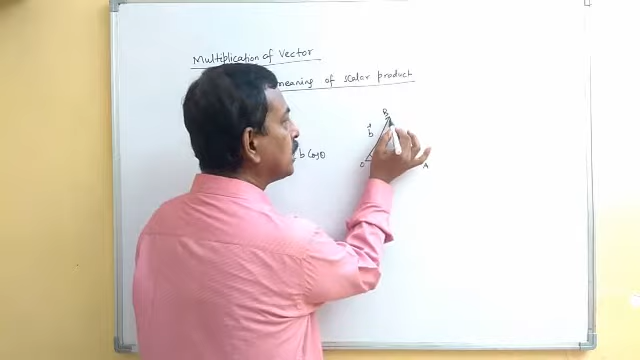 Multiplication of Vector
meaning of scalar product
B
b
b Cosθ
O
A